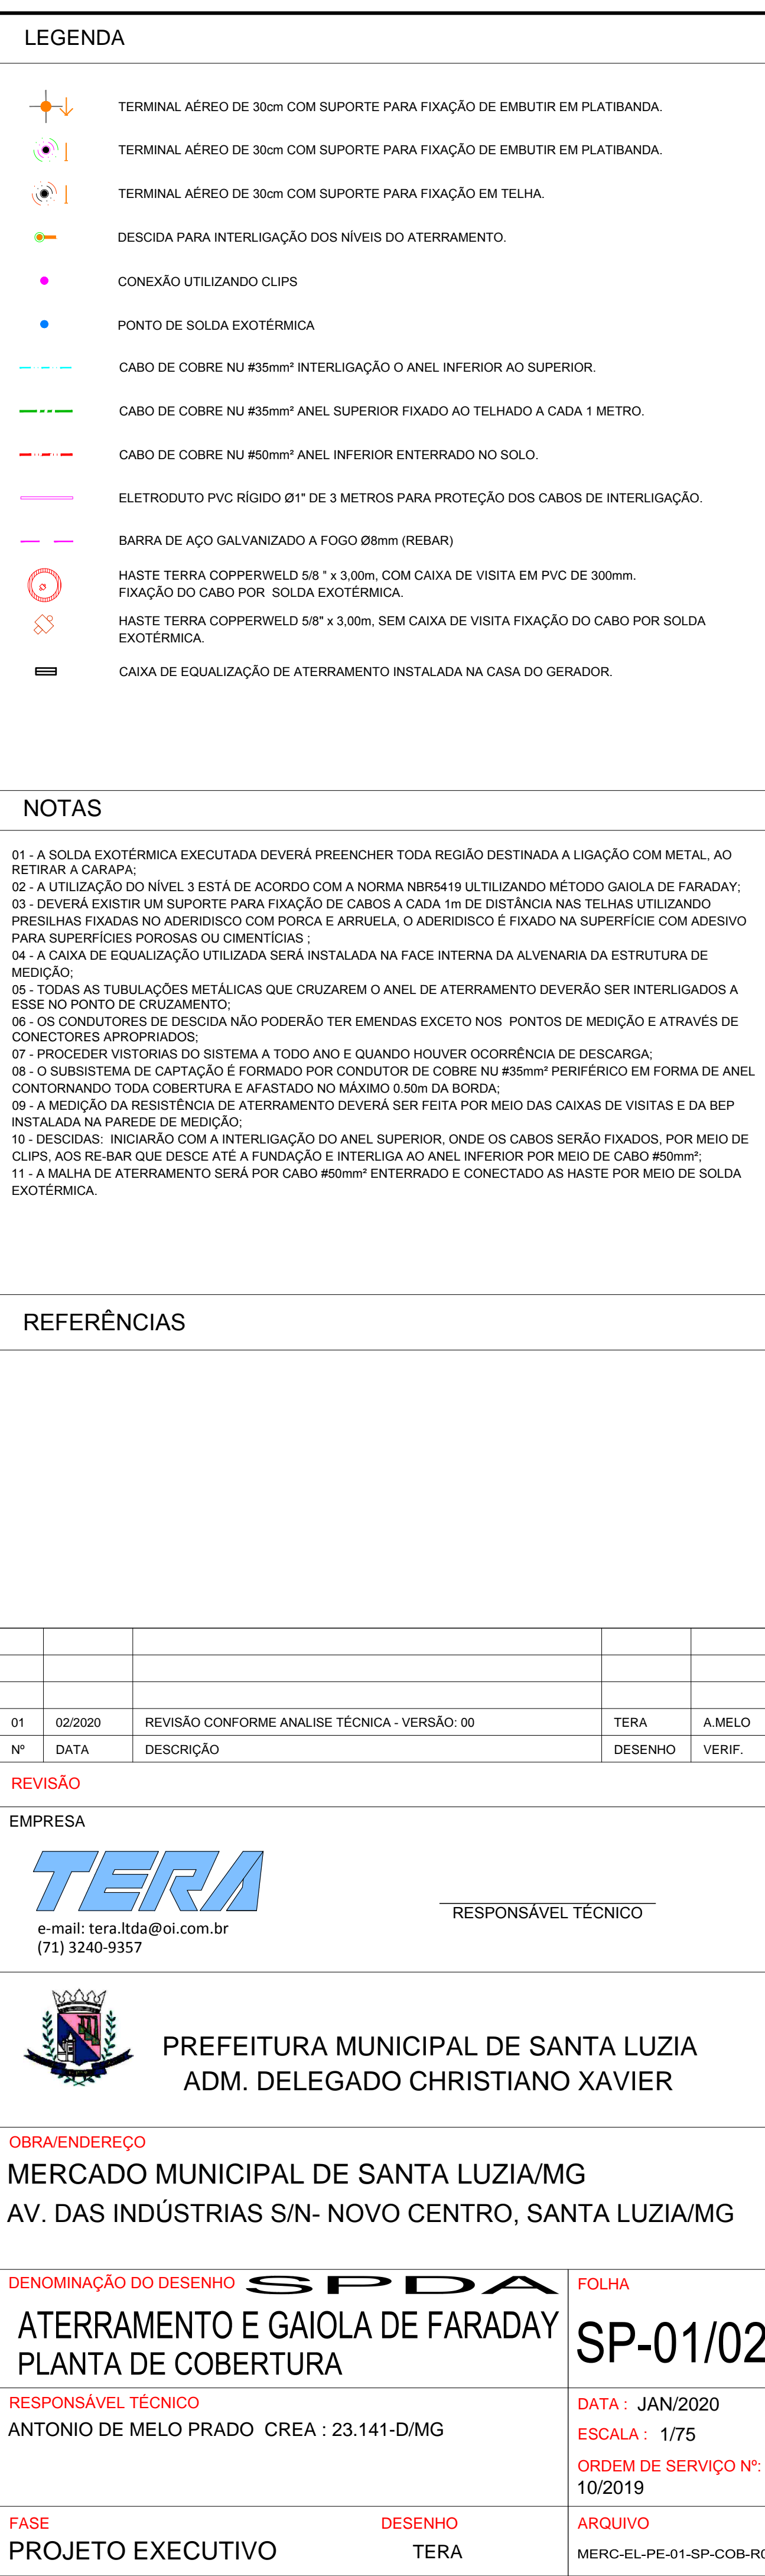 LEGENDA
TERMINAL AÉREO DE 30cm COM SUPORTE PARA FIXAÇÃO DE EMBUTIR EM PLATIBANDA.
TERMINAL AÉREO DE 30cm COM SUPORTE PARA FIXAÇÃO DE EMBUTIR EM PLATIBANDA.
TERMINAL AÉREO DE 30cm COM SUPORTE PARA FIXAÇÃO EM TELHA.
DESCIDA PARA INTERLIGAÇÃO DOS NÍVEIS DO ATERRAMENTO.
CONEXÃO UTILIZANDO CLIPS
PONTO DE SOLDA EXOTÉRMICA
CABO DE COBRE NU #35mm² INTERLIGAÇÃO O ANEL INFERIOR AO SUPERIOR.
CABO DE COBRE NU #35mm² ANEL SUPERIOR FIXADO AO TELHADO A CADA 1 METRO.
CABO DE COBRE NU #50mm² ANEL INFERIOR ENTERRADO NO SOLO.
ELETRODUTO PVC RÍGIDO Ø1" DE 3 METROS PARA PROTEÇÃO DOS CABOS DE INTERLIGAÇÃO.
BARRA DE AÇO GALVANIZADO A FOGO Ø8mm (REBAR)
HASTE TERRA COPPERWELD 5/8 " x 3,00m, COM CAIXA DE VISITA EM PVC DE 300mm.
FIXAÇÃO DO CABO POR SOLDA EXOTÉRMICA.
HASTE TERRA COPPERWELD 5/8" x 3,00m, SEM CAIXA DE VISITA FIXAÇÃO DO CABO POR SOLDA
EXOTÉRMICA.
CAIXA DE EQUALIZAÇÃO DE ATERRAMENTO INSTALADA NA CASA DO GERADOR.
NOTAS
01 - A SOLDA EXOTÉRMICA EXECUTADA DEVERÁ PREENCHER TODA REGIÃO DESTINADA A LIGAÇÃO COM METAL, AO
RETIRAR A CARAPA;
02 - A UTILIZAÇÃO DO NÍVEL 3 ESTÁ DE ACORDO COM A NORMA NBR5419 ULTILIZANDO MÉTODO GAIOLA DE FARADAY;
03 - DEVERÁ EXISTIR UM SUPORTE PARA FIXAÇÃO DE CABOS A CADA 1m DE DISTÂNCIA NAS TELHAS UTILIZANDO
PRESILHAS FIXADAS NO ADERIDISCO COM PORCA E ARRUELA, O ADERIDISCO É FIXADO NA SUPERFÍCIE COM ADESIVO
PARA SUPERFÍCIES POROSAS OU CIMENTÍCIAS ;
04 - A CAIXA DE EQUALIZAÇÃO UTILIZADA SERÁ INSTALADA NA FACE INTERNA DA ALVENARIA DA ESTRUTURA DE
MEDIÇÃO;
05 - TODAS AS TUBULAÇÕES METÁLICAS QUE CRUZAREM O ANEL DE ATERRAMENTO DEVERÃO SER INTERLIGADOS A
ESSE NO PONTO DE CRUZAMENTO;
06 - OS CONDUTORES DE DESCIDA NÃO PODERÃO TER EMENDAS EXCETO NOS PONTOS DE MEDIÇÃO E ATRAVÉS DE
CONECTORES APROPRIADOS;
07 - PROCEDER VISTORIAS DO SISTEMA A TODO ANO E QUANDO HOUVER OCORRÊNCIA DE DESCARGA;
08 - O SUBSISTEMA DE CAPTAÇÃO É FORMADO POR CONDUTOR DE COBRE NU #35mm² PERIFÉRICO EM FORMA DE ANEL
CONTORNANDO TODA COBERTURA E AFASTADO NO MÁXIMO 0.50m DA BORDA;
09 - A MEDIÇÃO DA RESISTÊNCIA DE ATERRAMENTO DEVERÁ SER FEITA POR MEIO DAS CAIXAS DE VISITAS E DA BEP
INSTALADA NA PAREDE DE MEDIÇÃO;
10 - DESCIDAS: INICIARÃO COM A INTERLIGAÇÃO DO ANEL SUPERIOR, ONDE OS CABOS SERÃO FIXADOS, POR MEIO DE
CLIPS, AOS RE-BAR QUE DESCE ATÉ A FUNDAÇÃO E INTERLIGA AO ANEL INFERIOR POR MEIO DE CABO #50mm²;
11 - A MALHA DE ATERRAMENTO SERÁ POR CABO #50mm² ENTERRADO E CONECTADO AS HASTE POR MEIO DE SOLDA
EXOTÉRMICA.
REFERÊNCIAS
01 02/2020 REVISÃO CONFORME ANALISE TÉCNICA - VERSÃO: 00 TERA A.MELO
Nº DATA DESCRIÇÃO DESENHO VERIF.
REVISÃO
EMPRESA
TERA
e-mail: tera.ltda@oi.com.br
(71) 3240-9357
RESPONSÁVEL TÉCNICO
PREFEITURA MUNICIPAL DE SANTA LUZIA
ADM. DELEGADO CHRISTIANO XAVIER
OBRA/ENDEREÇO
MERCADO MUNICIPAL DE SANTA LUZIA/MG
AV. DAS INDÚSTRIAS S/N- NOVO CENTRO, SANTA LUZIA/MG
DENOMINAÇÃO DO DESENHO SPDA
ATERRAMENTO E GAIOLA DE FARADAY
PLANTA DE COBERTURA
FOLHA
SP-01/02
RESPONSÁVEL TÉCNICO
ANTONIO DE MELO PRADO CREA : 23.141-D/MG
DATA : JAN/2020
ESCALA : 1/75
ORDEM DE SERVIÇO Nº:
10/2019
FASE
PROJETO EXECUTIVO
DESENHO
TERA
ARQUIVO
MERC-EL-PE-01-SP-COB-R0